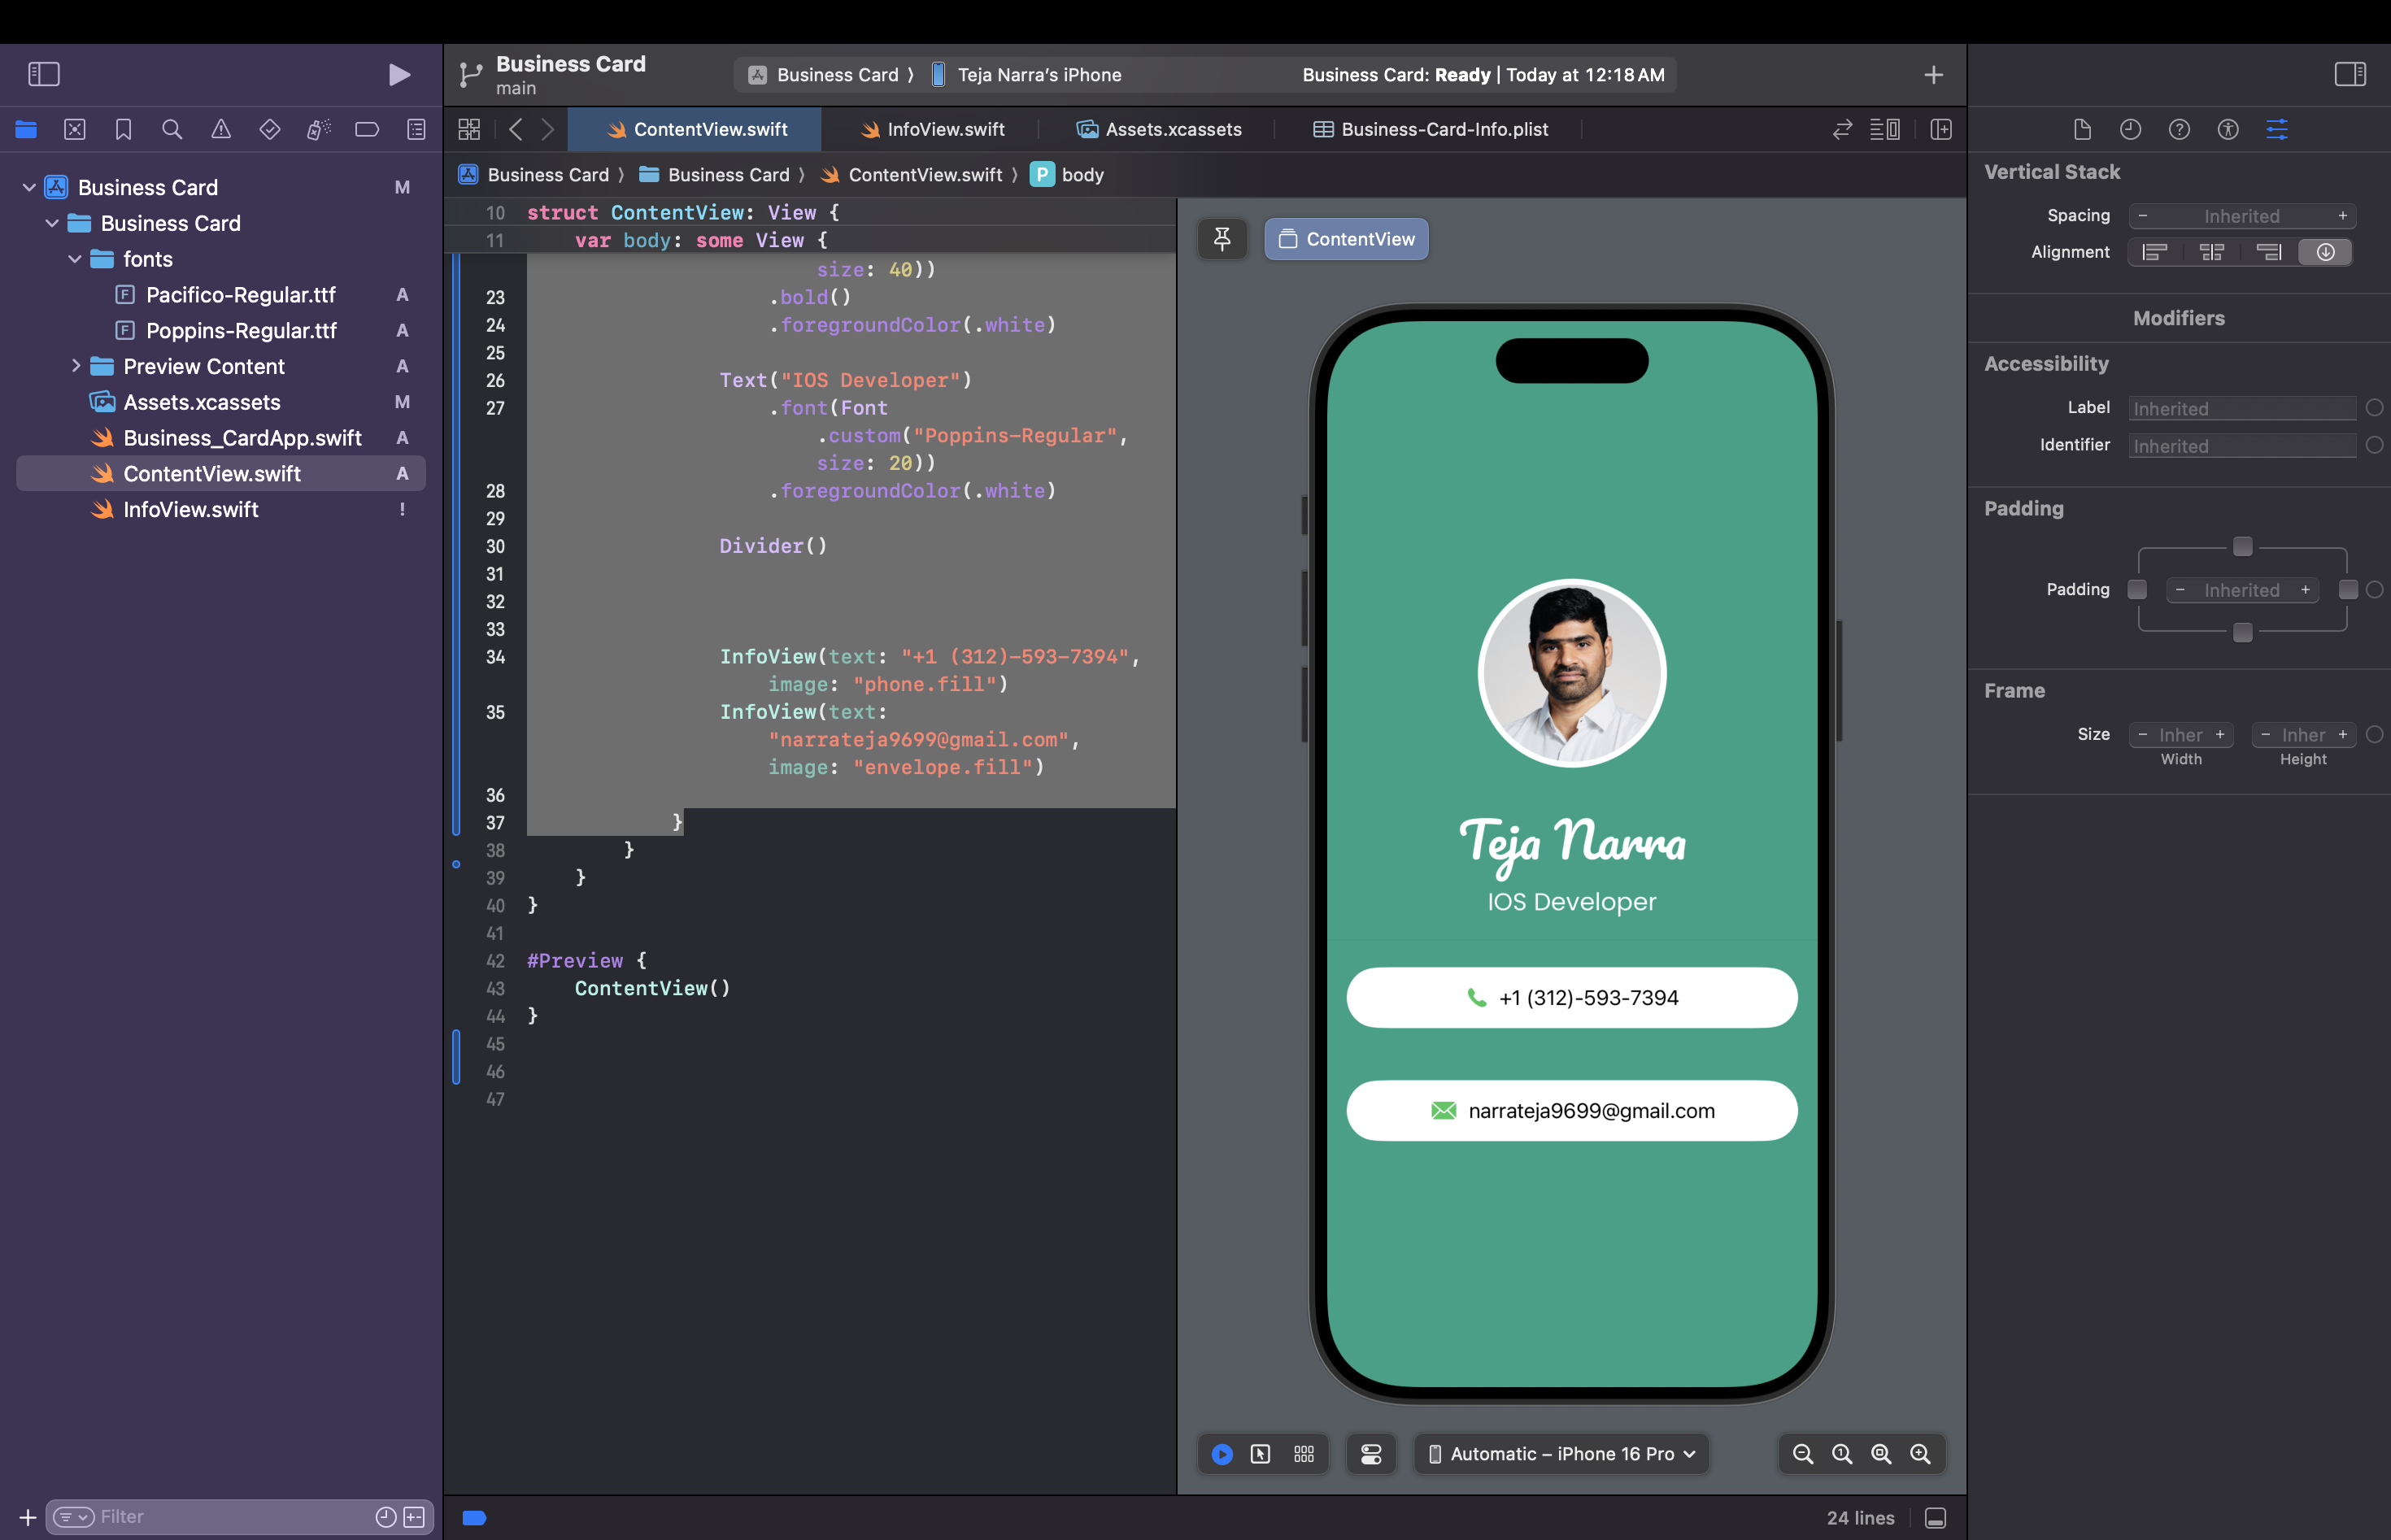 Business Card
main
Business Card 〉 Teja Narra's iPhone
Business Card: Ready | Today at 12:18 AM
ContentView.swift
InfoView.swift
Assets.xcassets
Business-Card-Info.plist
Business Card 〉 Business Card 〉 ContentView.swift 〉 P body
Business Card M
Business Card
fonts
Pacifico-Regular.ttf A
Poppins-Regular.ttf A
Preview Content A
Assets.xcassets M
Business_CardApp.swift A
ContentView.swift A
InfoView.swift !
Filter
10 struct ContentView: View {
11 var body: some View {
size: 40))
23 .bold()
24 .foregroundColor(.white)
25
26 Text("IOS Developer")
27 .font(Font
.custom("Poppins-Regular",
size: 20))
28 .foregroundColor(.white)
29
30 Divider()
31
32
33
34 InfoView(text: "+1 (312)-593-7394",
image: "phone.fill")
35 InfoView(text:
"narrateja9699@gmail.com",
image: "envelope.fill")
36
37 }
38 }
39 }
40 }
41
42 #Preview {
43 ContentView()
44 }
45
46
47
ContentView
Teja Narra
IOS Developer
+1 (312)-593-7394
narrateja9699@gmail.com
Automatic – iPhone 16 Pro
24 lines
Vertical Stack
Spacing − Inherited +
Alignment
Modifiers
Accessibility
Label Inherited
Identifier Inherited
Padding
Padding − Inherited +
Frame
Size − Inher + − Inher +
Width Height